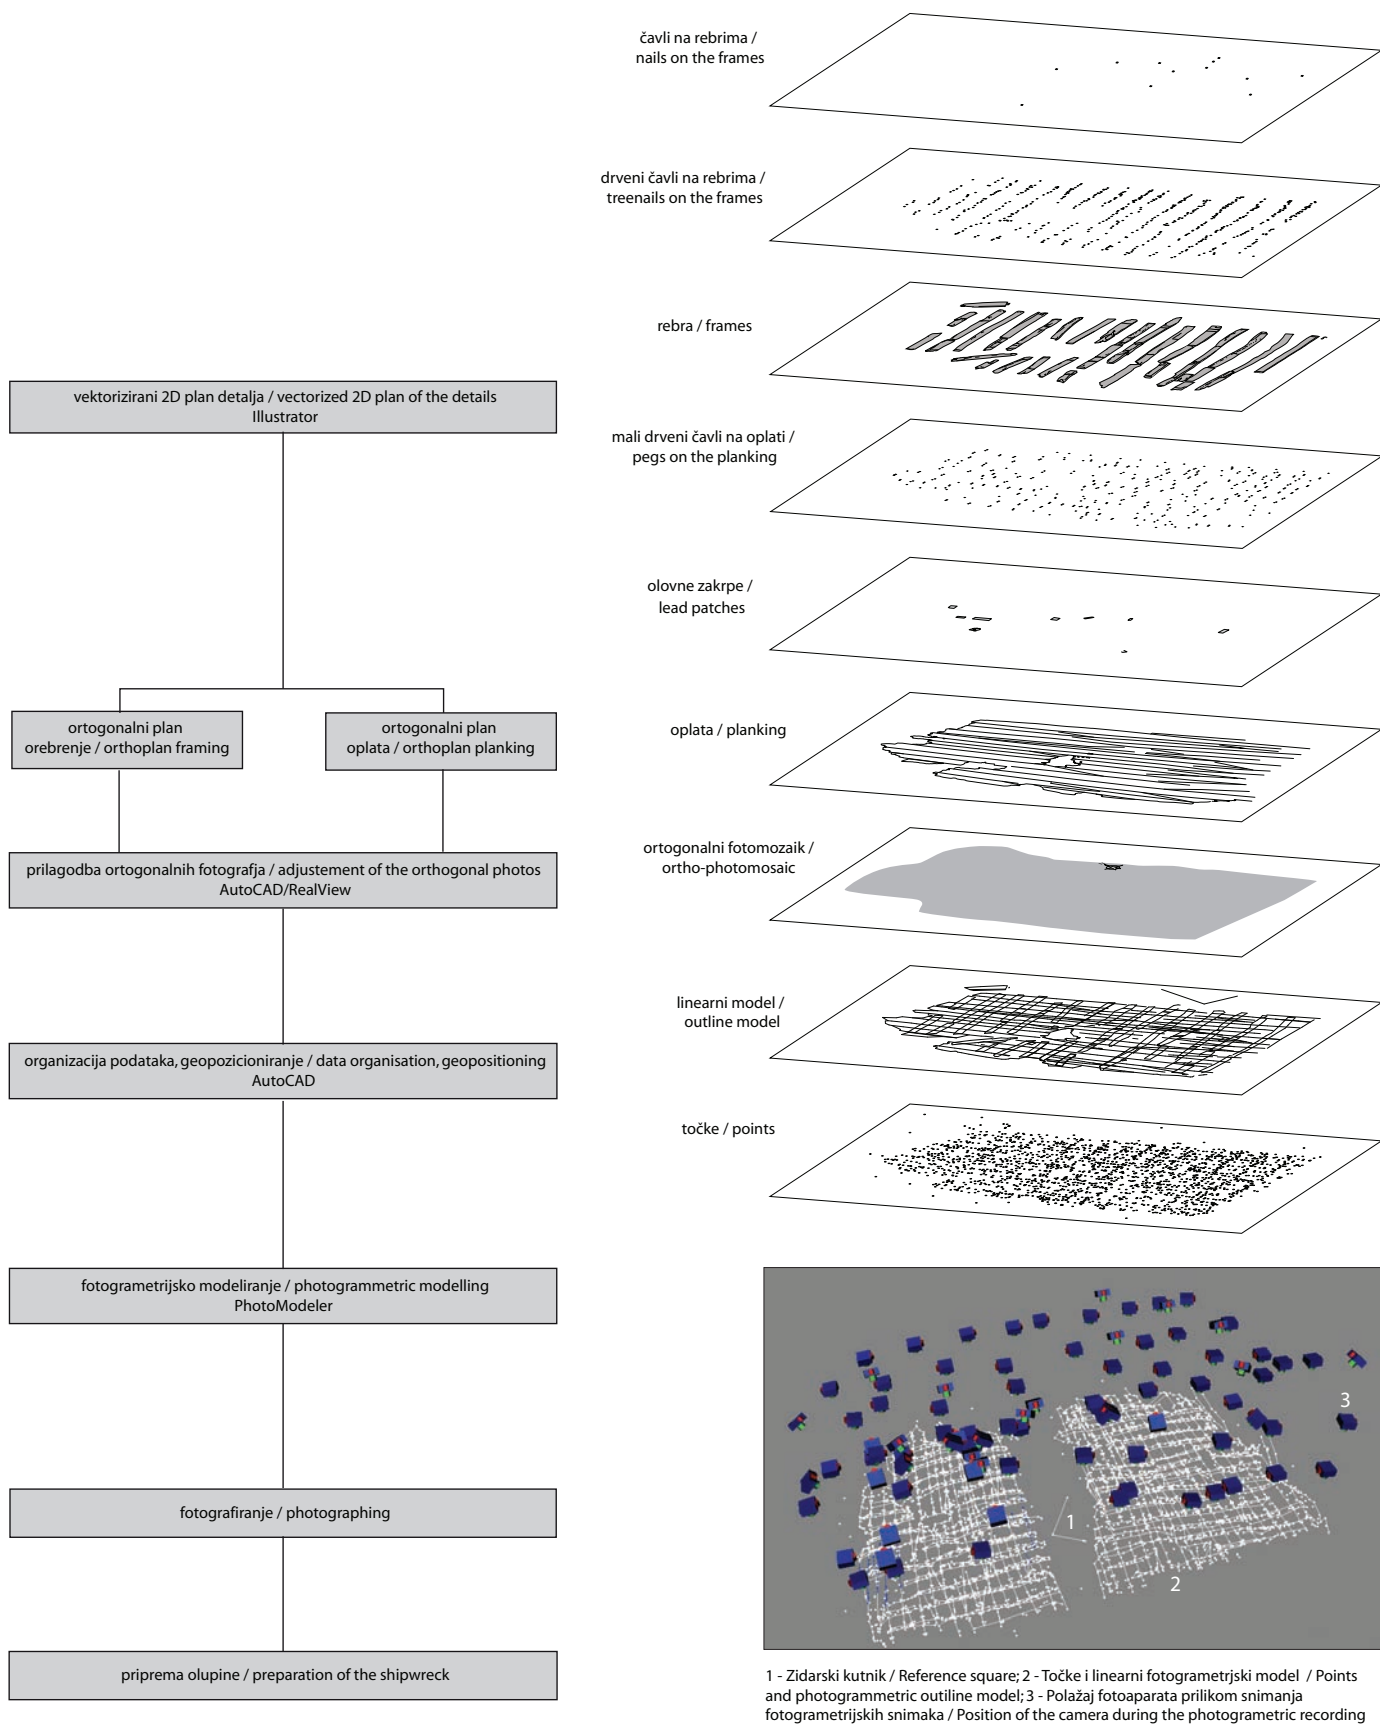 čavli na rebrima /
nails on the frames
drveni čavli na rebrima /
treenails on the frames
rebra / frames
mali drveni čavli na oplati /
pegs on the planking
olovne zakrpe /
lead patches
oplata / planking
ortogonalni fotomozaik /
ortho-photomosaic
linearni model /
outline model
točke / points
vektorizirani 2D plan detalja / vectorized 2D plan of the details
Illustrator
ortogonalni plan
orebrenje / orthoplan framing
ortogonalni plan
oplata / orthoplan planking
prilagodba ortogonalnih fotografja / adjustement of the orthogonal photos
AutoCAD/RealView
organizacija podataka, geopozicioniranje / data organisation, geopositioning
AutoCAD
fotogrametrijsko modeliranje / photogrammetric modelling
PhotoModeler
fotografiranje / photographing
priprema olupine / preparation of the shipwreck
3
1
2
1 - Zidarski kutnik / Reference square; 2 - Točke i linearni fotogrametrjski model / Points
and photogrammetric outiline model; 3 - Polažaj fotoaparata prilikom snimanja
fotogrametrijskih snimaka / Position of the camera during the photogrametric recording